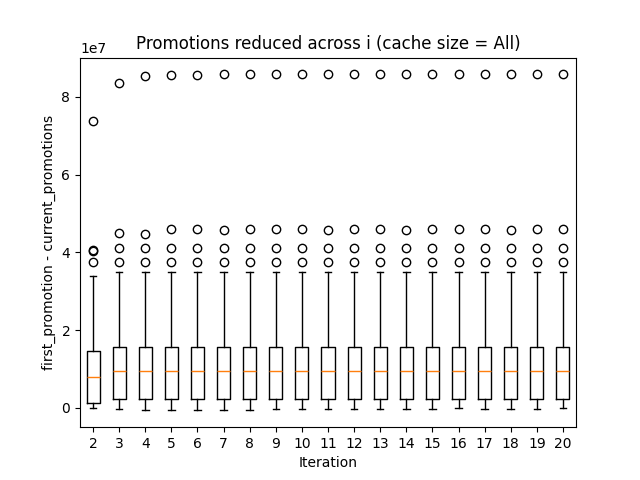 Promotions reduced across i (cache size = All)
1e7
8
6
4
2
0
first_promotion - current_promotions
2 3 4 5 6 7 8 9 10 11 12 13 14 15 16 17 18 19 20
Iteration